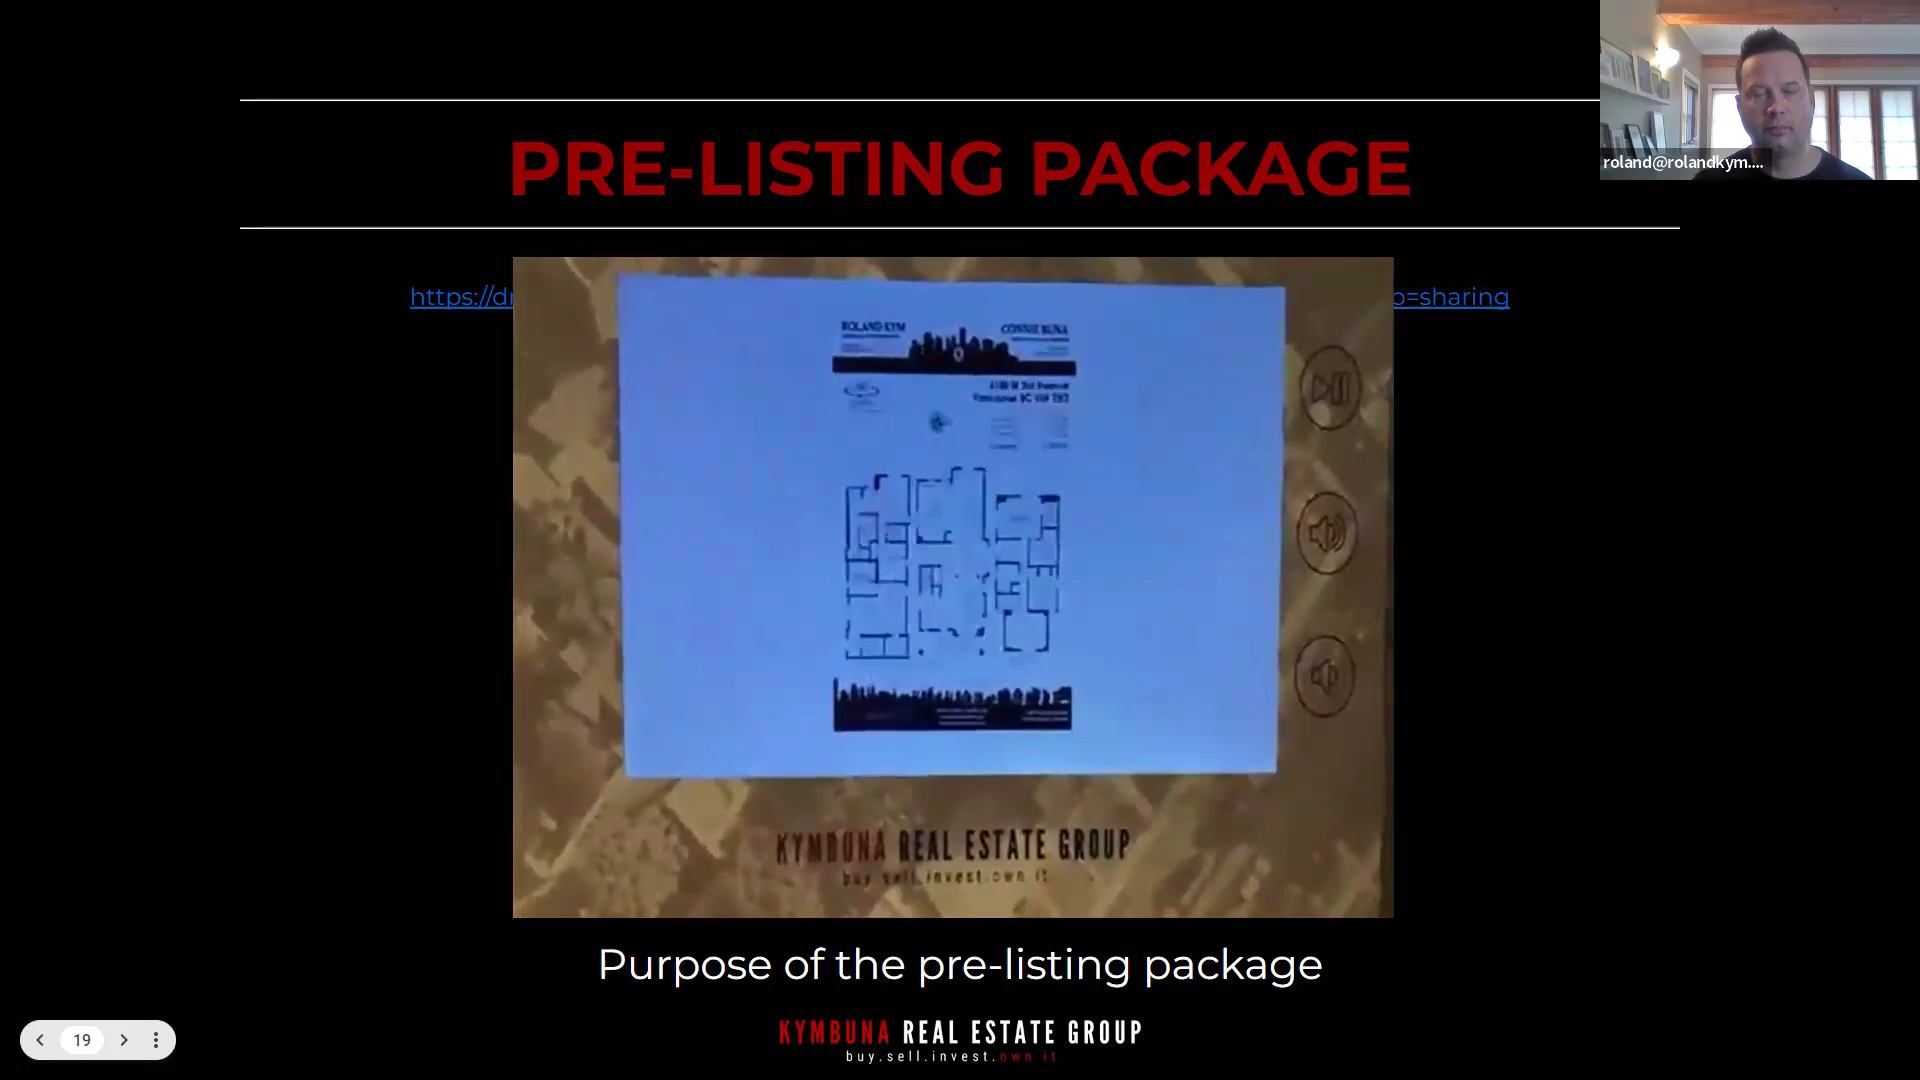 PRE-LISTING PACKAGE
roland@rolandkym....
https://dr
o=sharing
ROLAND KYM
CONNIE BUNA
KYMBUNA REAL ESTATE GROUP
buy.sell.invest.own it.
Purpose of the pre-listing package
KYMBUNA REAL ESTATE GROUP
buy.sell.invest.own it.
19